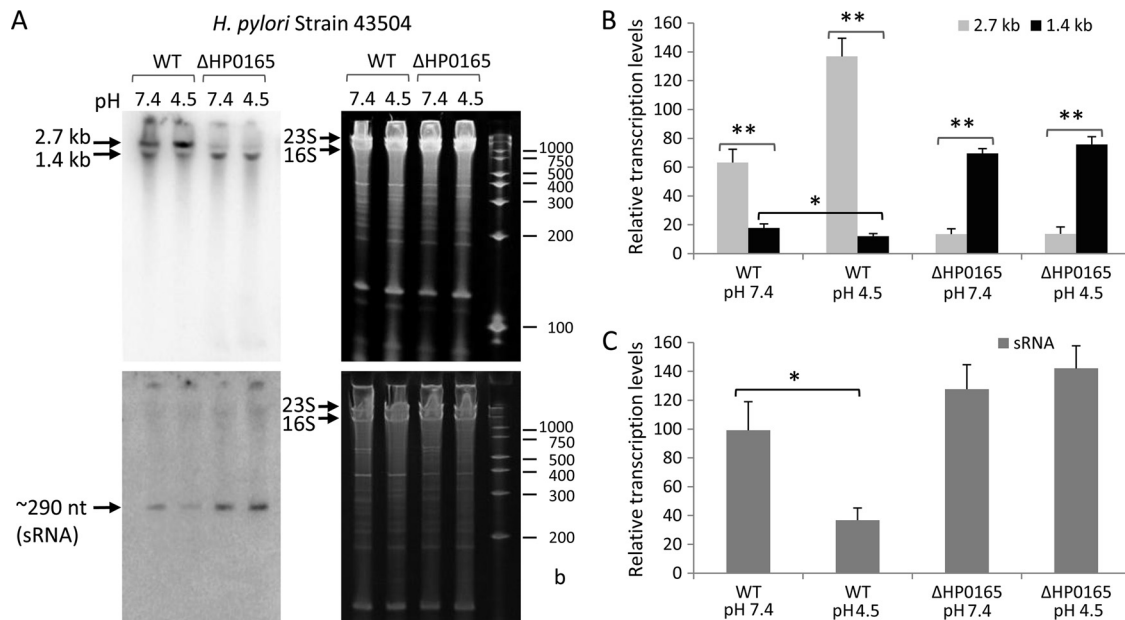 A
H. pylori Strain 43504
WT ΔHP0165
pH 7.4 4.5 7.4 4.5
2.7 kb
1.4 kb
WT ΔHP0165
7.4 4.5 7.4 4.5
23S
16S
1000
750
500
400
300
200
100
~290 nt
(sRNA)
23S
16S
1000
750
500
400
300
200
b
B
2.7 kb 1.4 kb
Relative transcription levels
160
140
120
100
80
60
40
20
0
**
**
**
**
*
WT
pH 7.4
WT
pH 4.5
ΔHP0165
pH 7.4
ΔHP0165
pH 4.5
C
sRNA
Relative transcription levels
160
140
120
100
80
60
40
20
0
*
WT
pH 7.4
WT
pH 4.5
ΔHP0165
pH 7.4
ΔHP0165
pH 4.5